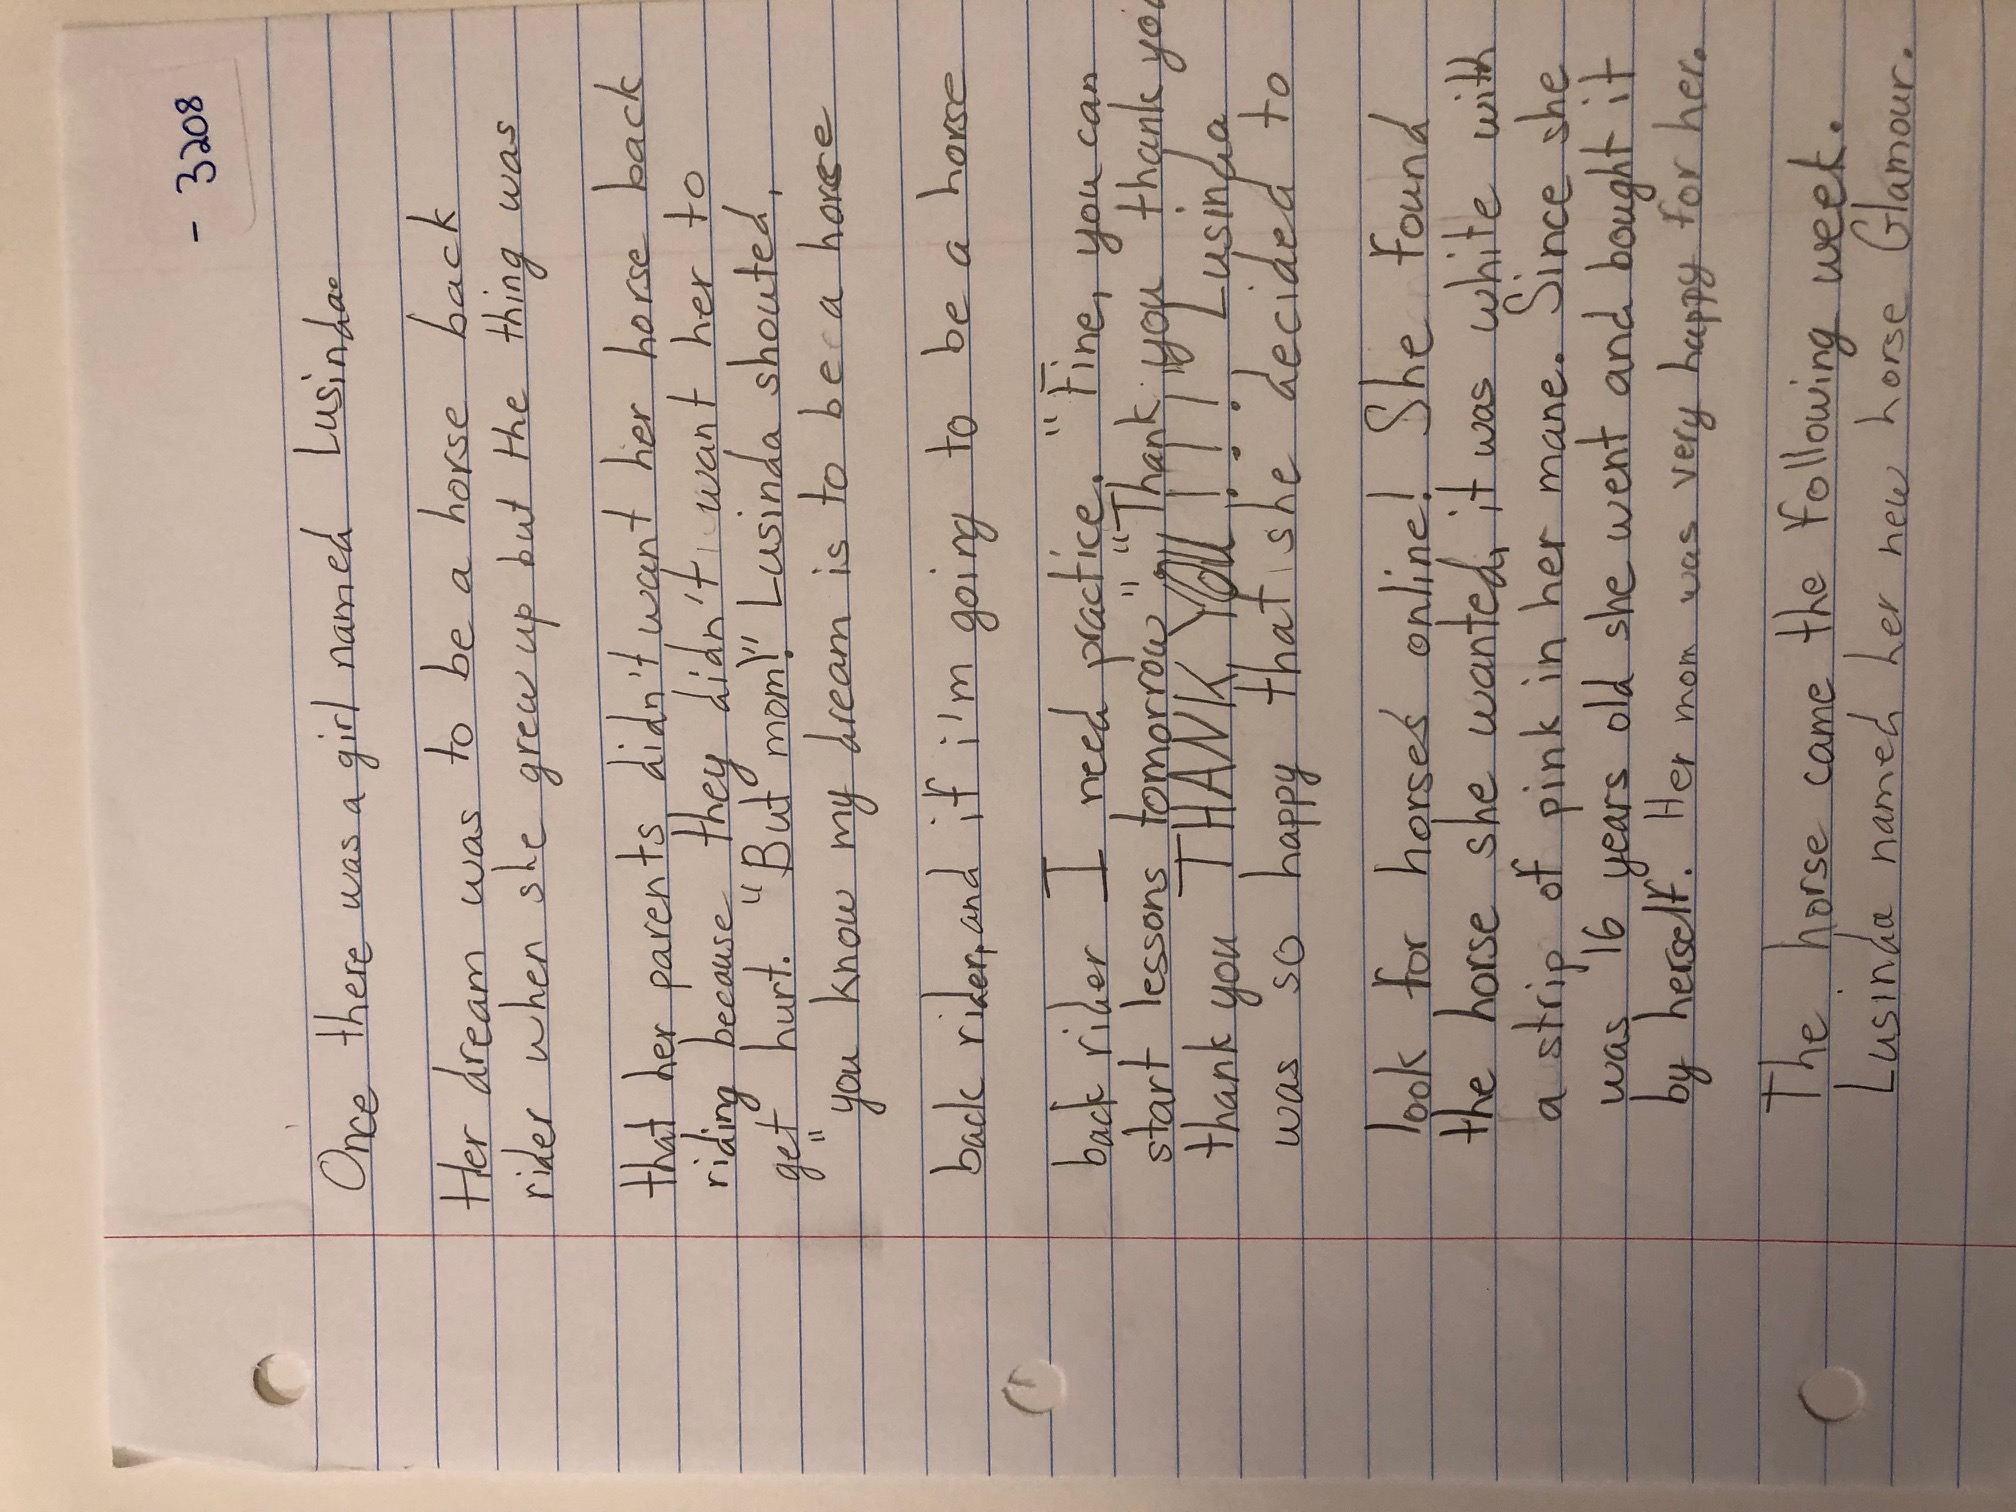 - 3208
Once there was a girl named Lusinda.
Her dream was to be a horse back
rider when she grew up but the thing was
that her parents didn't want her horse back
riding because they didn't want her to
get hurt. "But mom!" Lusinda shouted,
"you know my dream is to be a horse
back rider, and if i'm going to be a horse
back rider I need practice. "Fine, you can
start lessons tomorrow". "Thank you thank you
thank you THANK YOU!!!" Lusinda
was so happy that she decided to
look for horse's online! She found
the horse she wanted, it was white with
a strip of pink in her mane. Since she
was 16 years old she went and bought it
by herself. Her mom was very happy for her.
The horse came the following week.
Lusinda named her new horse Glamour.